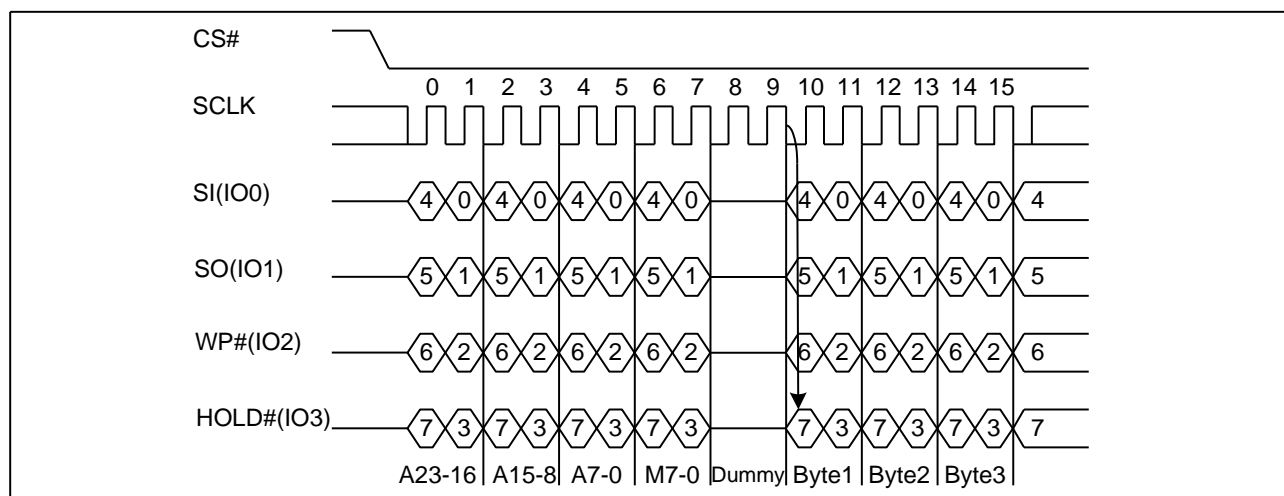 CS#
0 1 2 3 4 5 6 7 8 9 10 11 12 13 14 15
SCLK
SI(IO0) 4 0 4 0 4 0 4 0 4 0 4 0 4 0 4
SO(IO1) 5 1 5 1 5 1 5 1 5 1 5 1 5 1 5
WP#(IO2) 6 2 6 2 6 2 6 2 6 2 6 2 6 2 6
HOLD#(IO3) 7 3 7 3 7 3 7 3 7 3 7 3 7 3 7
A23-16 A15-8 A7-0 M7-0 Dummy Byte1 Byte2 Byte3